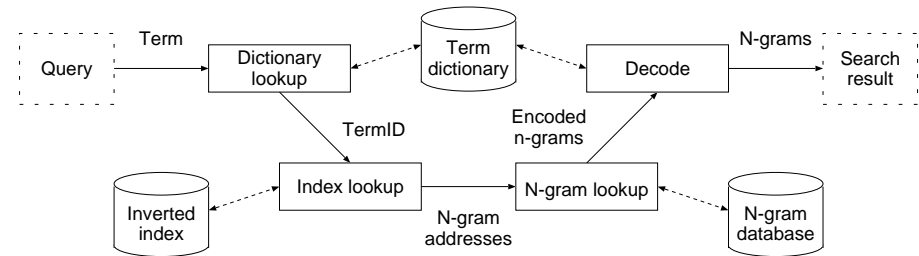 Query
Term
Dictionary
lookup
Term
dictionary
Decode
N-grams
Search
result
TermID
Encoded
n-grams
Inverted
index
Index lookup
N-gram
addresses
N-gram lookup
N-gram
database